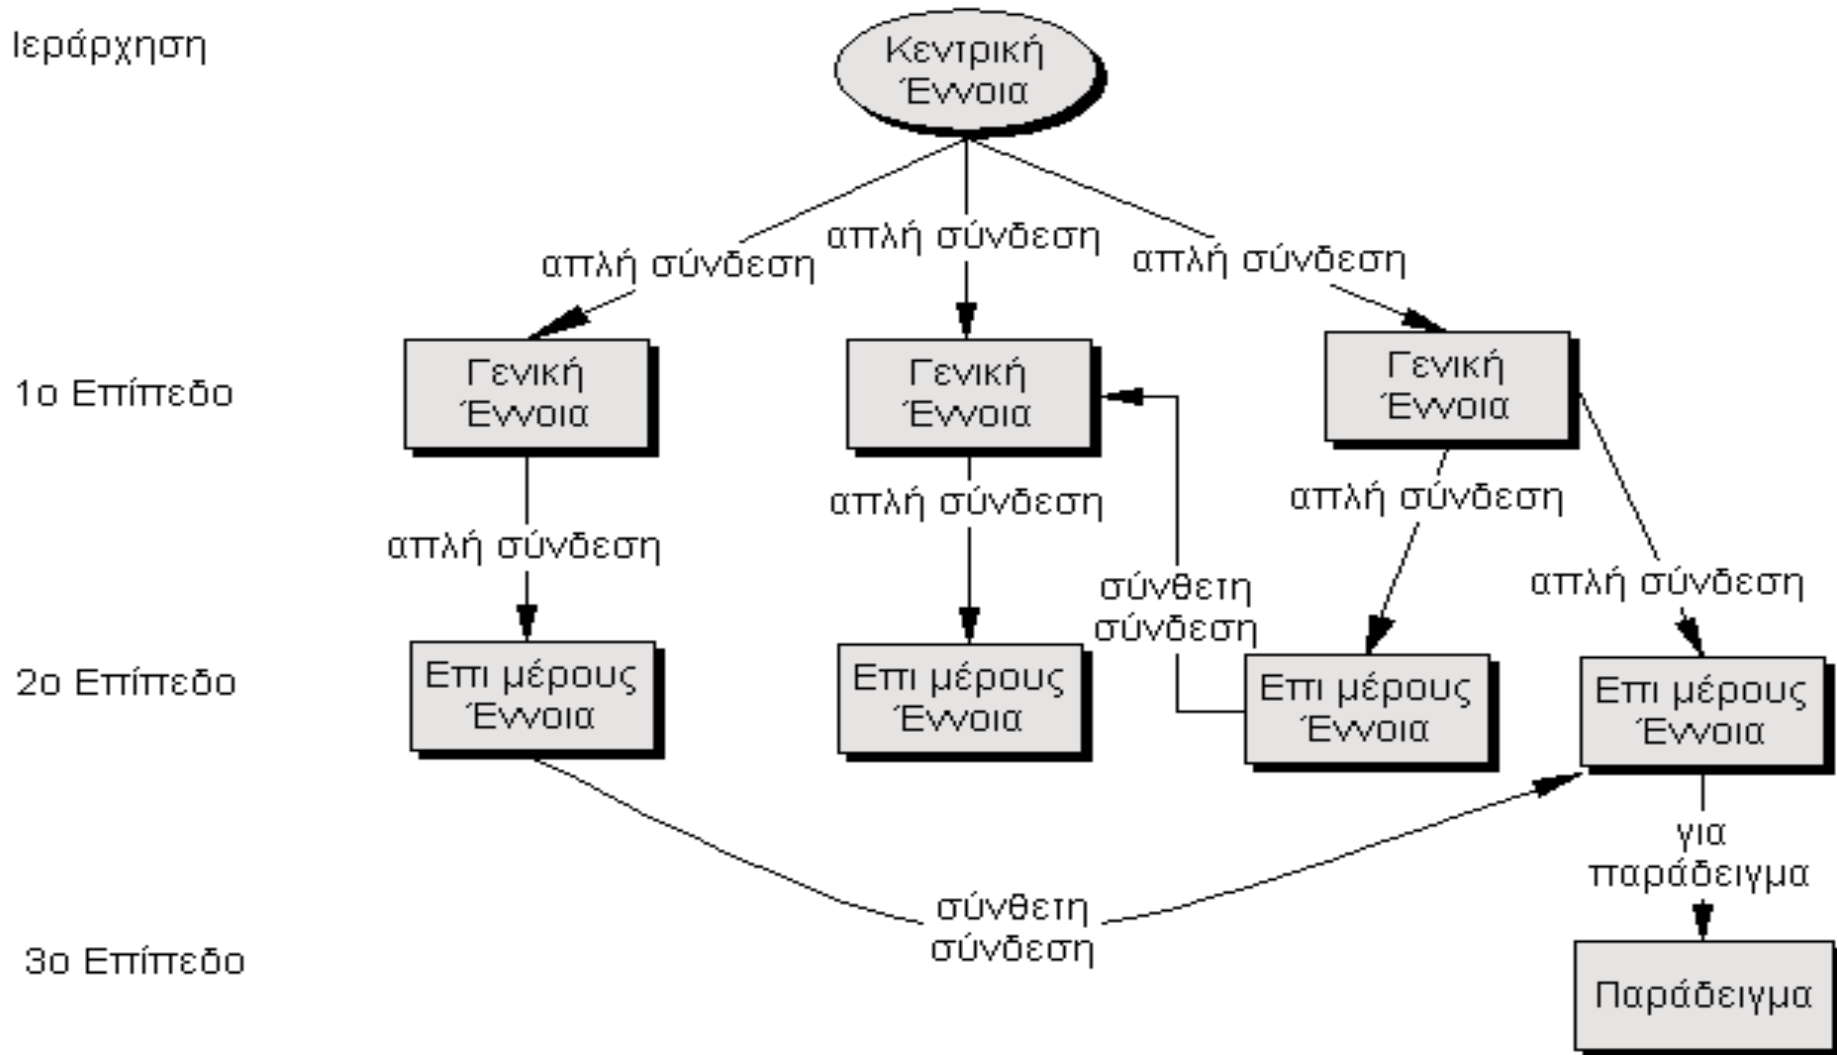 Ιεράρχηση
Κεντρική
Έννοια
απλή σύνδεση
απλή σύνδεση
απλή σύνδεση
1ο Επίπεδο
Γενική
Έννοια
Γενική
Έννοια
Γενική
Έννοια
απλή σύνδεση
απλή σύνδεση
απλή σύνδεση
απλή σύνδεση
σύνθετη
σύνδεση
2ο Επίπεδο
Επι μέρους
Έννοια
Επι μέρους
Έννοια
Επι μέρους
Έννοια
Επι μέρους
Έννοια
για
παράδειγμα
σύνθετη
σύνδεση
3ο Επίπεδο
Παράδειγμα